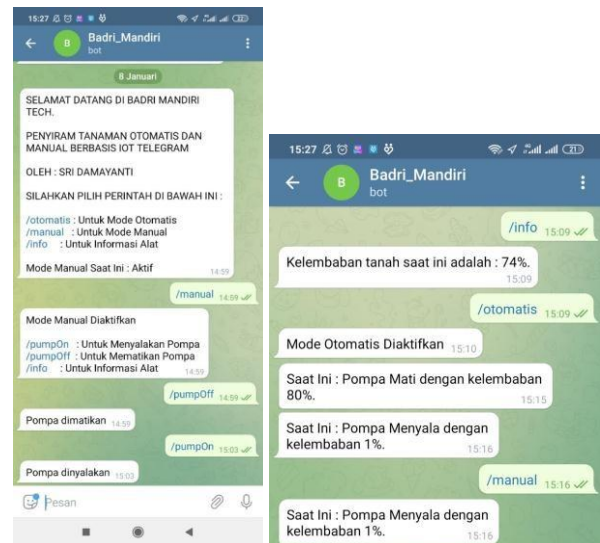 15:27
Badri_Mandiri
bot
8 Januari
SELAMAT DATANG DI BADRI MANDIRI
TECH.
PENYIRAM TANAMAN OTOMATIS DAN
MANUAL BERBASIS IOT TELEGRAM
OLEH : SRI DAMAYANTI
SILAHKAN PILIH PERINTAH DI BAWAH INI :
/otomatis : Untuk Mode Otomatis
/manual : Untuk Mode Manual
/info : Untuk Informasi Alat
Mode Manual Saat Ini : Aktif
14:59
/manual 14:59
Mode Manual Diaktifkan
/pumpOn : Untuk Menyalakan Pompa
/pumpOff : Untuk Mematikan Pompa
/info : Untuk Informasi Alat
14:59
/pumpOff 14:59
Pompa dimatikan 14:59
/pumpOn 15:03
Pompa dinyalakan 15:03
Pesan
15:27
21
B
Badri_Mandiri
bot
/info 15:09
Kelembaban tanah saat ini adalah : 74%.
15:09
/otomatis 15:09
Mode Otomatis Diaktifkan 15:10
Saat Ini : Pompa Mati dengan kelembaban
80%.
15:15
Saat Ini : Pompa Menyala dengan
kelembaban 1%.
15:16
/manual 15:16
Saat Ini : Pompa Menyala dengan
kelembaban 1%.
15:16